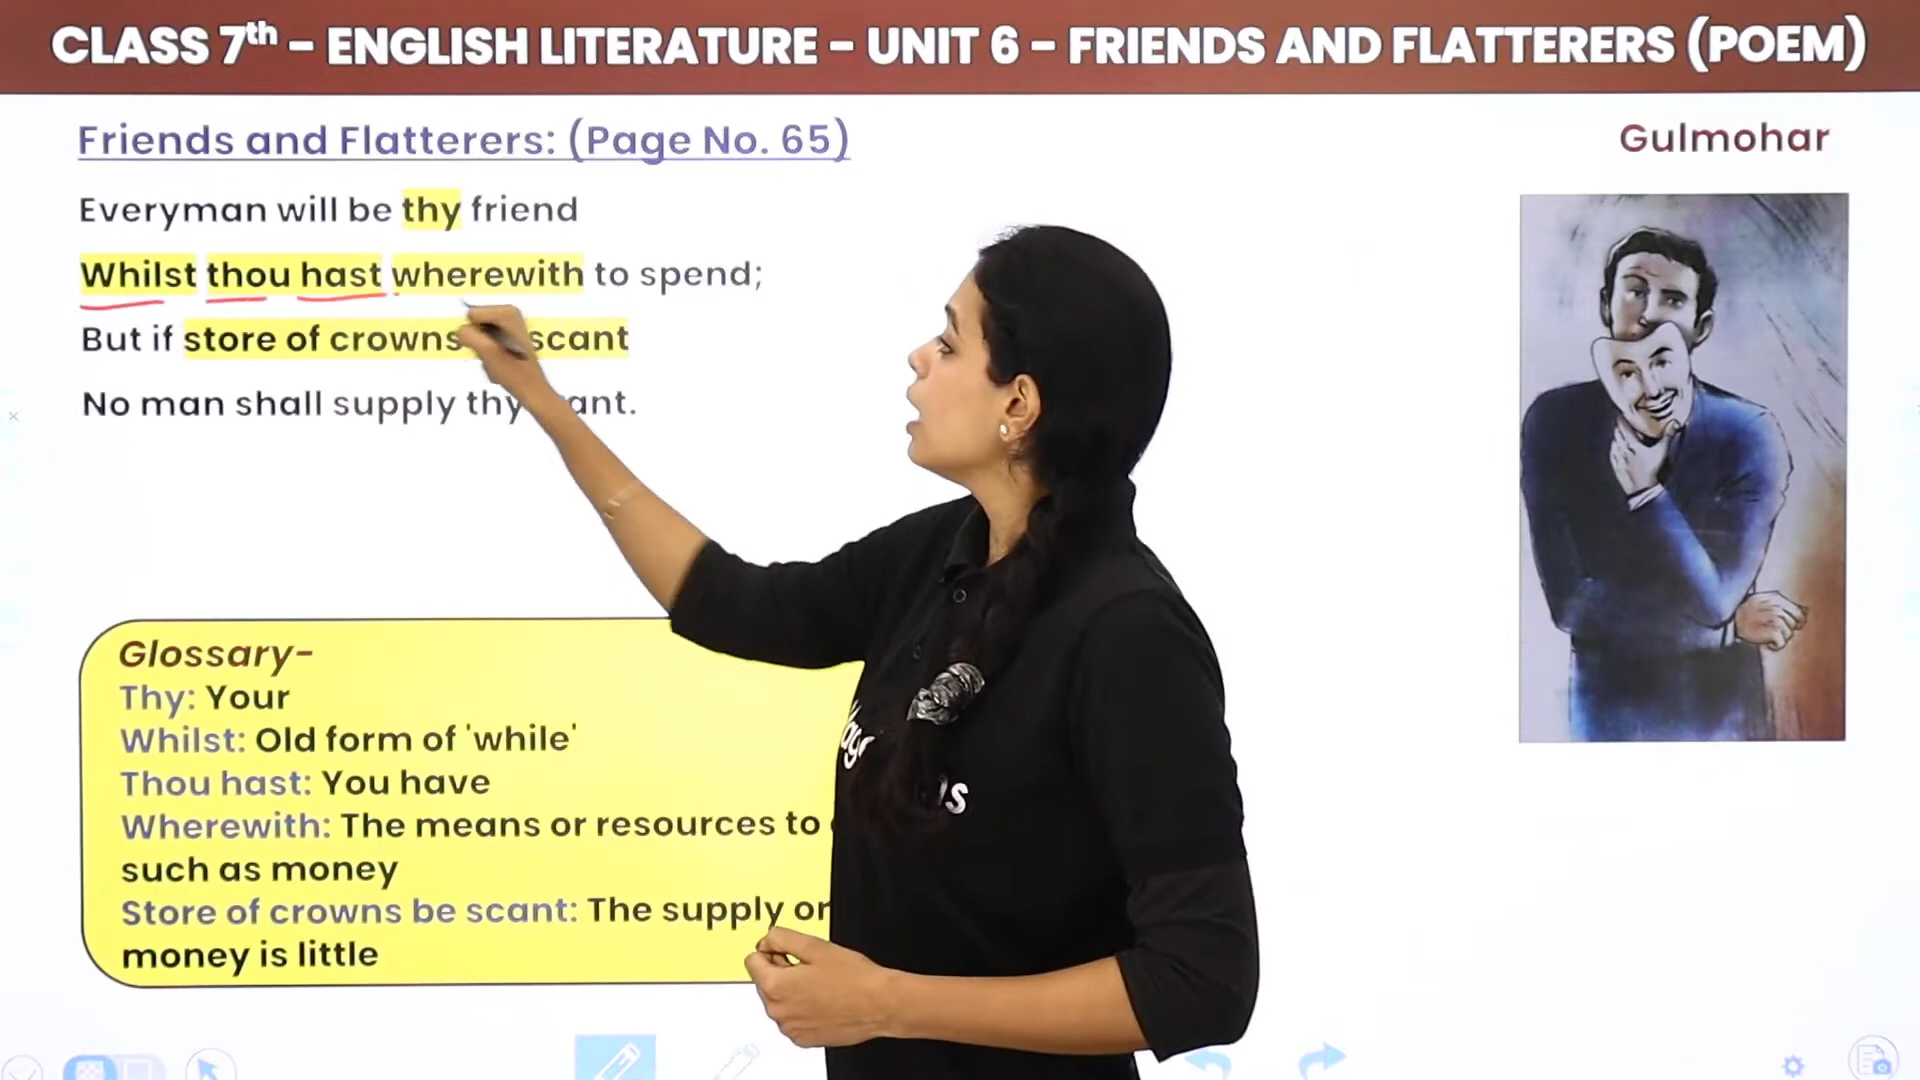 CLASS 7th – ENGLISH LITERATURE – UNIT 6 – FRIENDS AND FLATTERERS (POEM)
Friends and Flatterers: (Page No. 65)
Gulmohar
Everyman will be thy friend
Whilst thou hast wherewith to spend;
But if store of crowns scant
No man shall supply thy
Glossary-
Thy: Your
Whilst: Old form of 'while'
Thou hast: You have
Wherewith: The means or resources to
such as money
Store of crowns be scant: The supply
money is little